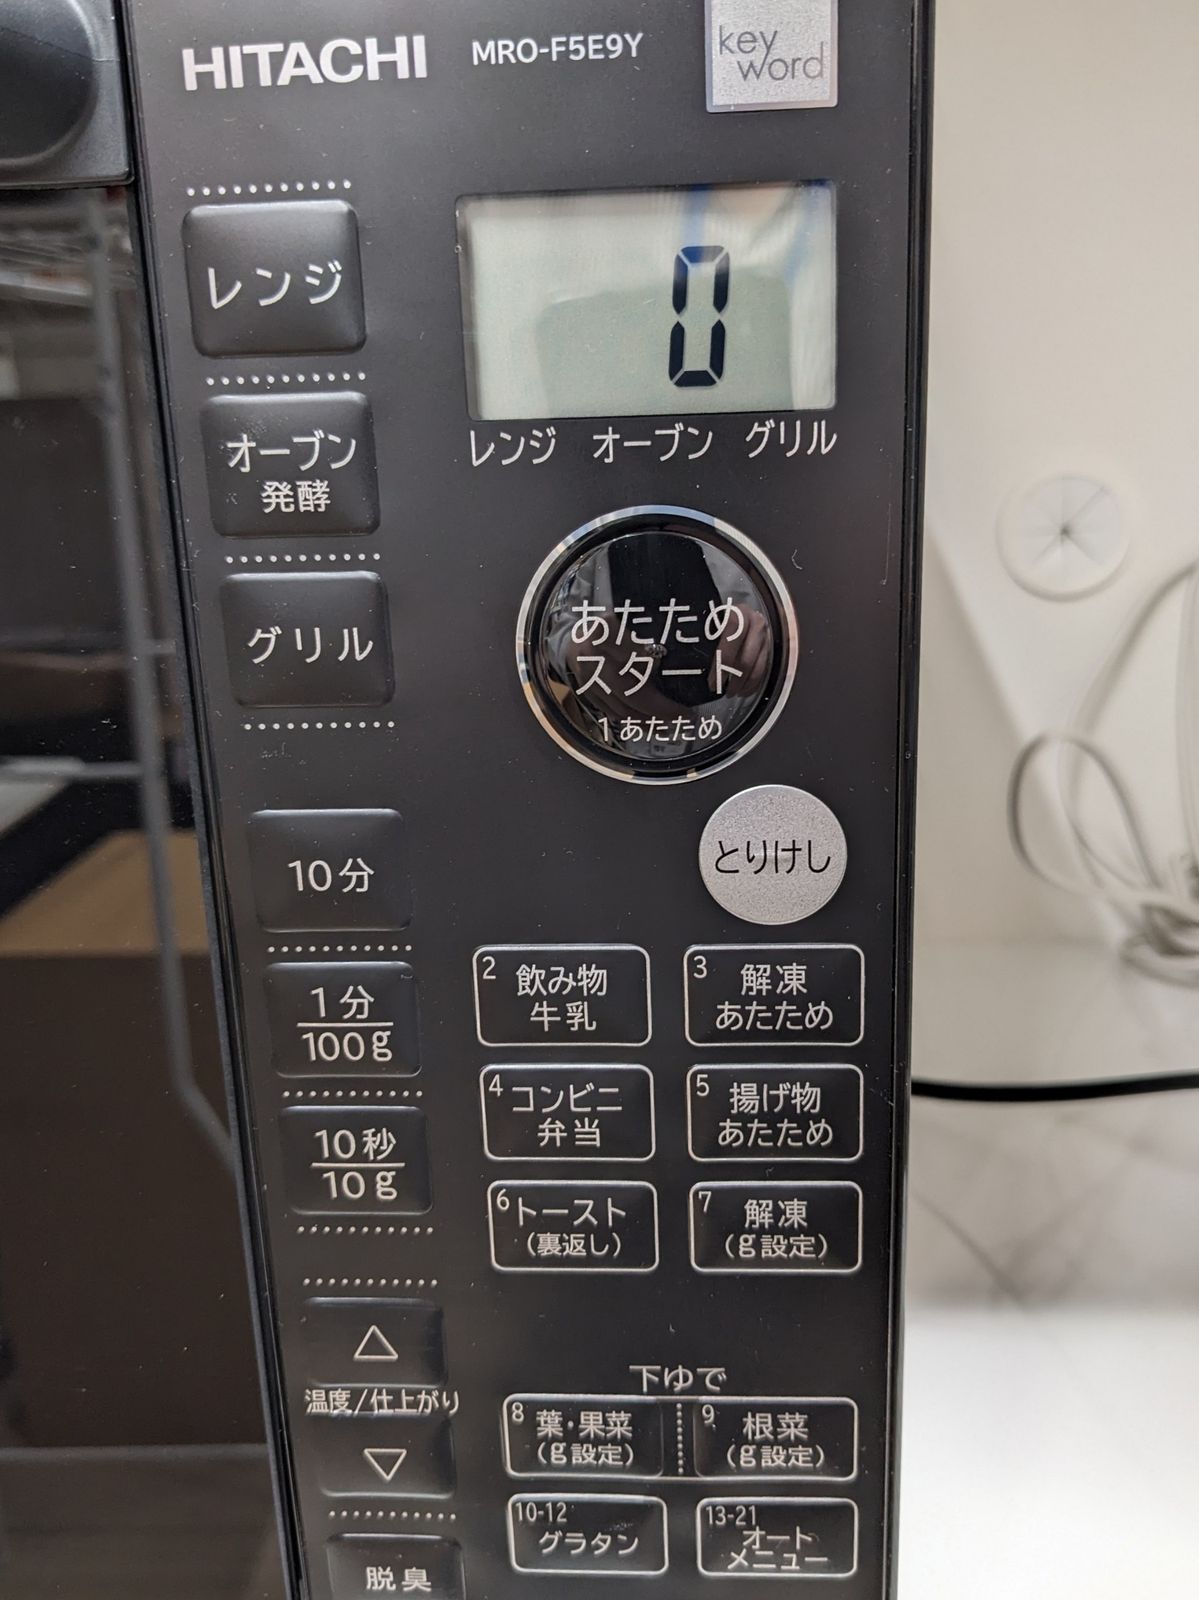 HITACHI
MRO-F5E9Y
key
word
レンジ
0
レンジ オーブン グリル
オーブン
発酵
グリル
あたため
スタート
1あたため
とりけし
10分
1分
100g
10秒
10g
2 飲み物
牛乳
3 解凍
あたため
4 コンビニ
弁当
5 揚げ物
あたため
6 トースト
(裏返し)
7 解凍
(g設定)
△
温度/仕上がり
▽
下ゆで
8 葉・果菜
(g設定)
9 根菜
(g設定)
10-12
グラタン
13-21
オート
メニュー
脱臭